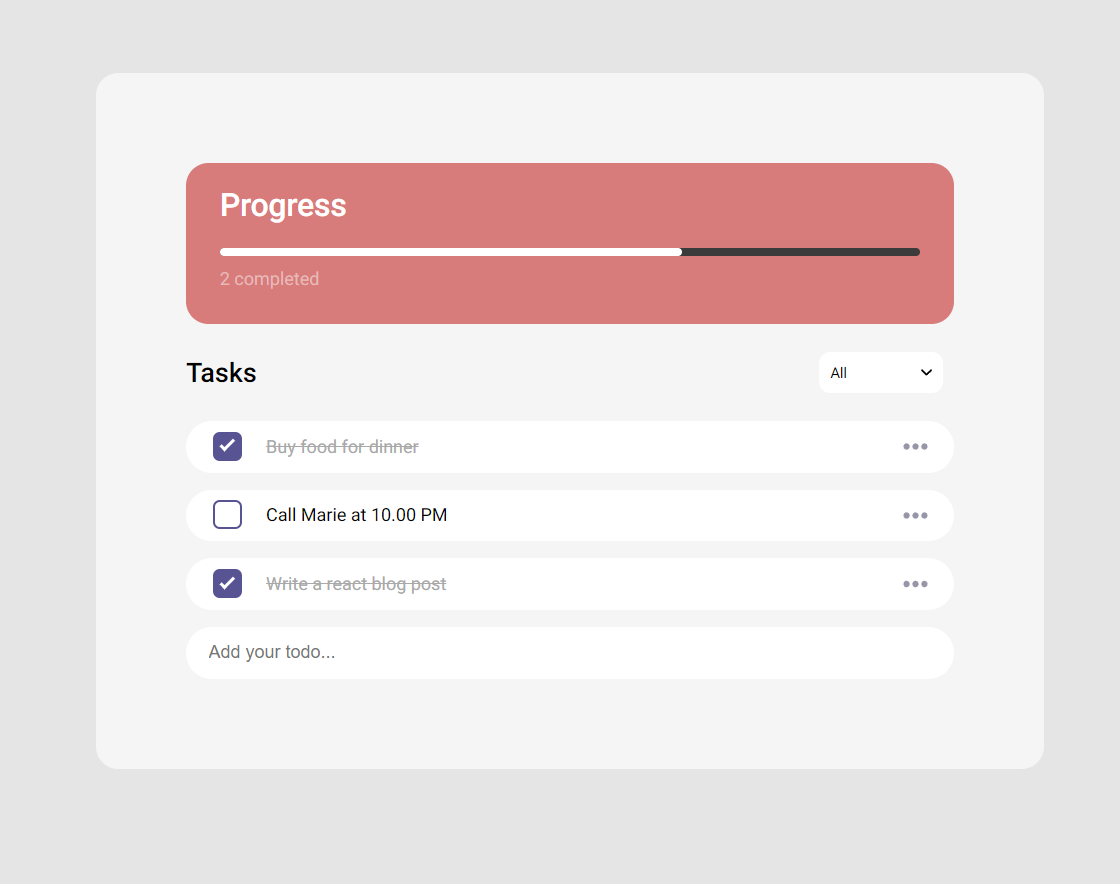 Progress
2 completed
Tasks
All
Buy food for dinner
Call Marie at 10.00 PM
Write a react blog post
Add your todo...